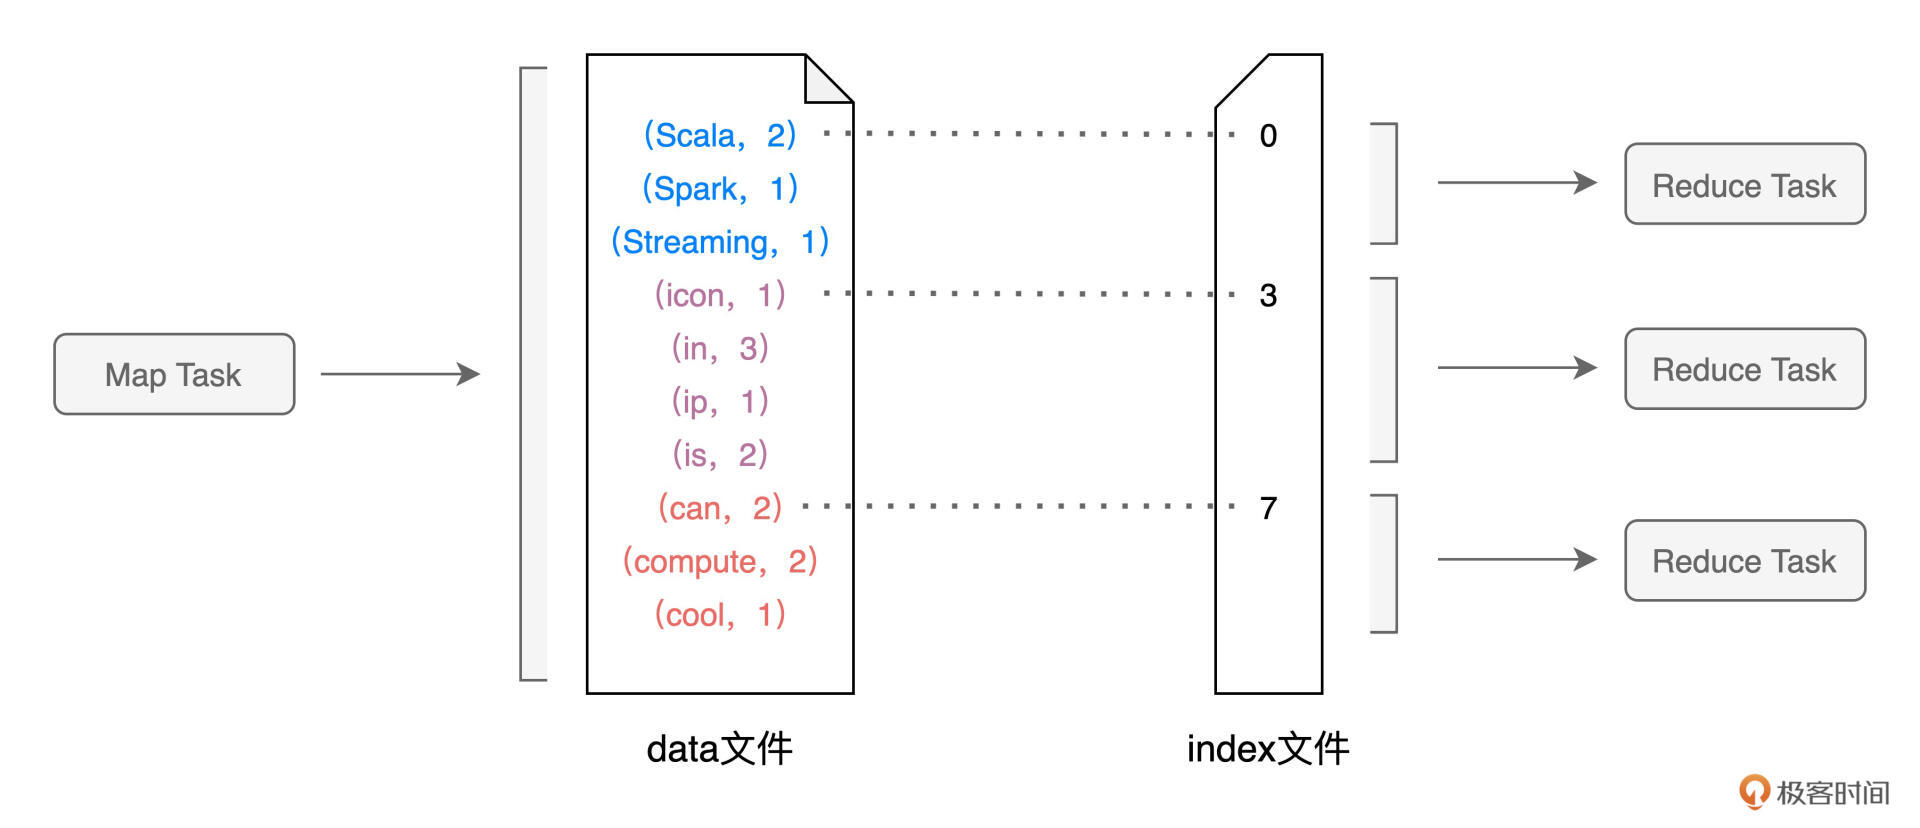 (Scala, 2)
0
(Spark, 1)
Reduce Task
(Streaming, 1)
(icon, 1)
3
(in, 3)
Map Task
Reduce Task
(ip, 1)
(is, 2)
(can, 2)
7
(compute, 2)
Reduce Task
(cool, 1)
data文件
index文件
极客时间